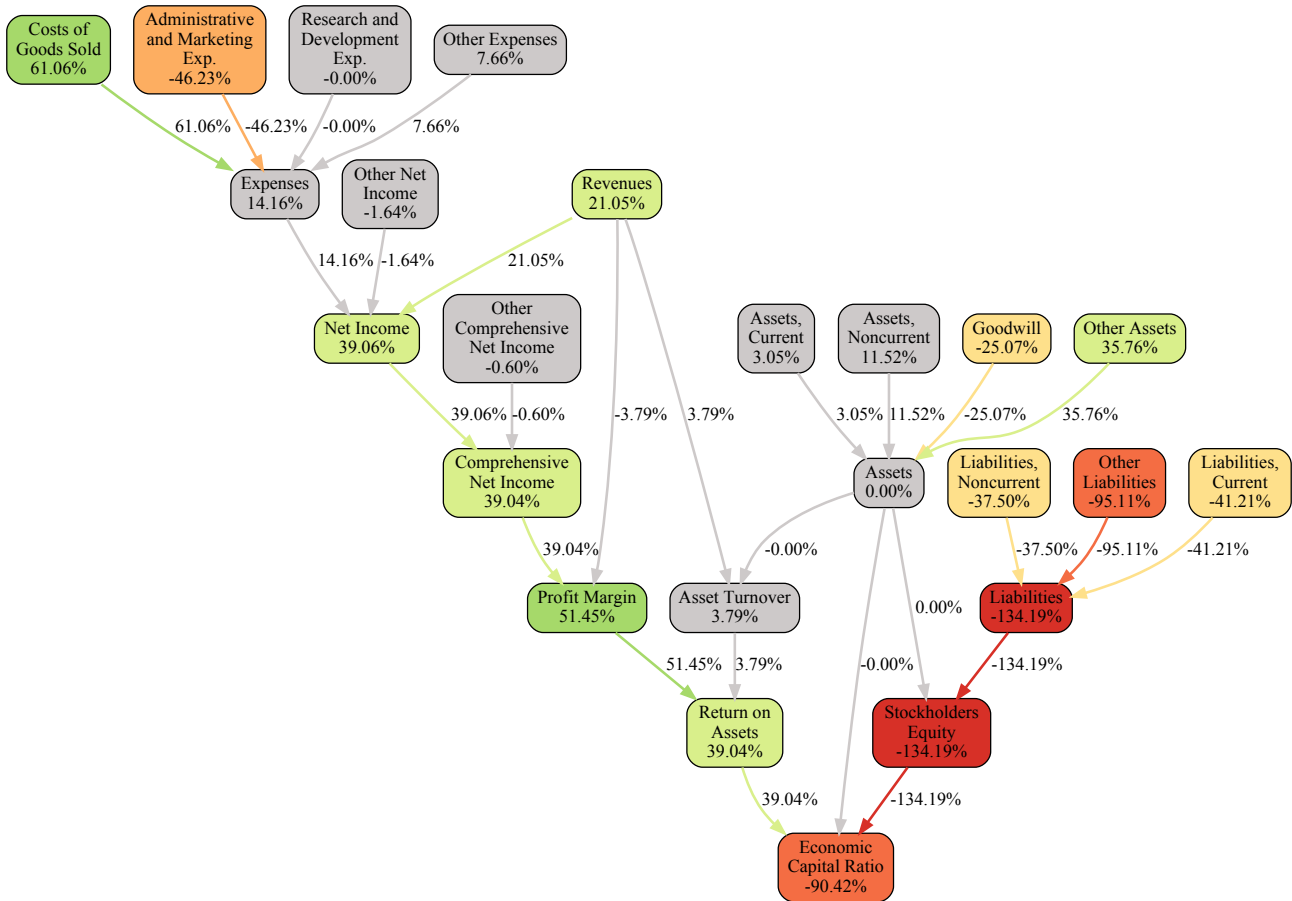 Costs of
Goods Sold
61.06%
Administrative
and Marketing
Exp.
-46.23%
Research and
Development
Exp.
-0.00%
Other Expenses
7.66%
61.06%
-46.23%
-0.00%
7.66%
Expenses
14.16%
Other Net
Income
-1.64%
Revenues
21.05%
14.16%
-1.64%
21.05%
Net Income
39.06%
Other
Comprehensive
Net Income
-0.60%
Assets,
Current
3.05%
Assets,
Noncurrent
11.52%
Goodwill
-25.07%
Other Assets
35.76%
39.06%
-0.60%
-3.79%
3.79%
3.05%
11.52%
-25.07%
35.76%
Comprehensive
Net Income
39.04%
Assets
0.00%
Liabilities,
Noncurrent
-37.50%
Other
Liabilities
-95.11%
Liabilities,
Current
-41.21%
39.04%
-0.00%
-37.50%
-95.11%
-41.21%
Profit Margin
51.45%
Asset Turnover
3.79%
0.00%
Liabilities
-134.19%
51.45%
3.79%
-0.00%
-134.19%
Return on
Assets
39.04%
Stockholders
Equity
-134.19%
39.04%
-134.19%
Economic
Capital Ratio
-90.42%